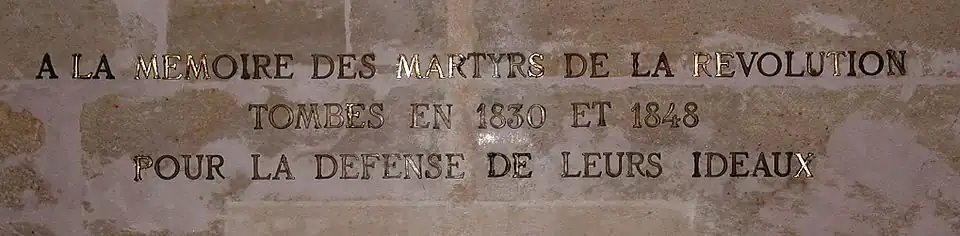 A LA MEMOIRE DES MARTYRS DE LA REVOLUTION
TOMBES EN 1830 ET 1848
POUR LA DEFENSE DE LEURS IDEAUX